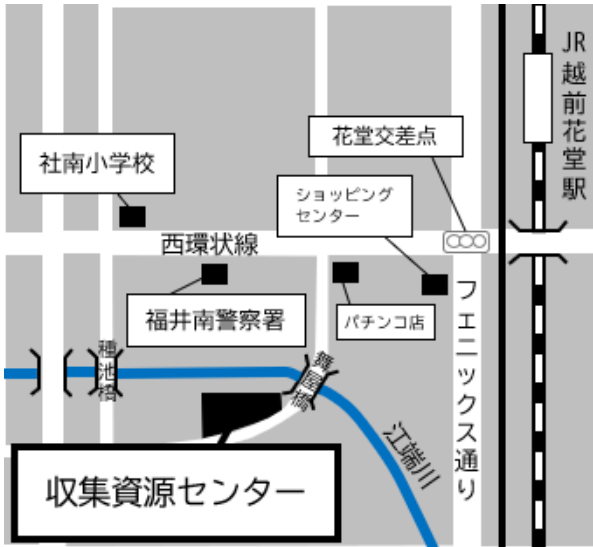 JR越前花堂駅
花堂交差点
社南小学校
ショッピング
センター
西環状線
福井南警察署
パチンコ店
フェニックス通り
種池橋
舞屋橋
江端川
収集資源センター